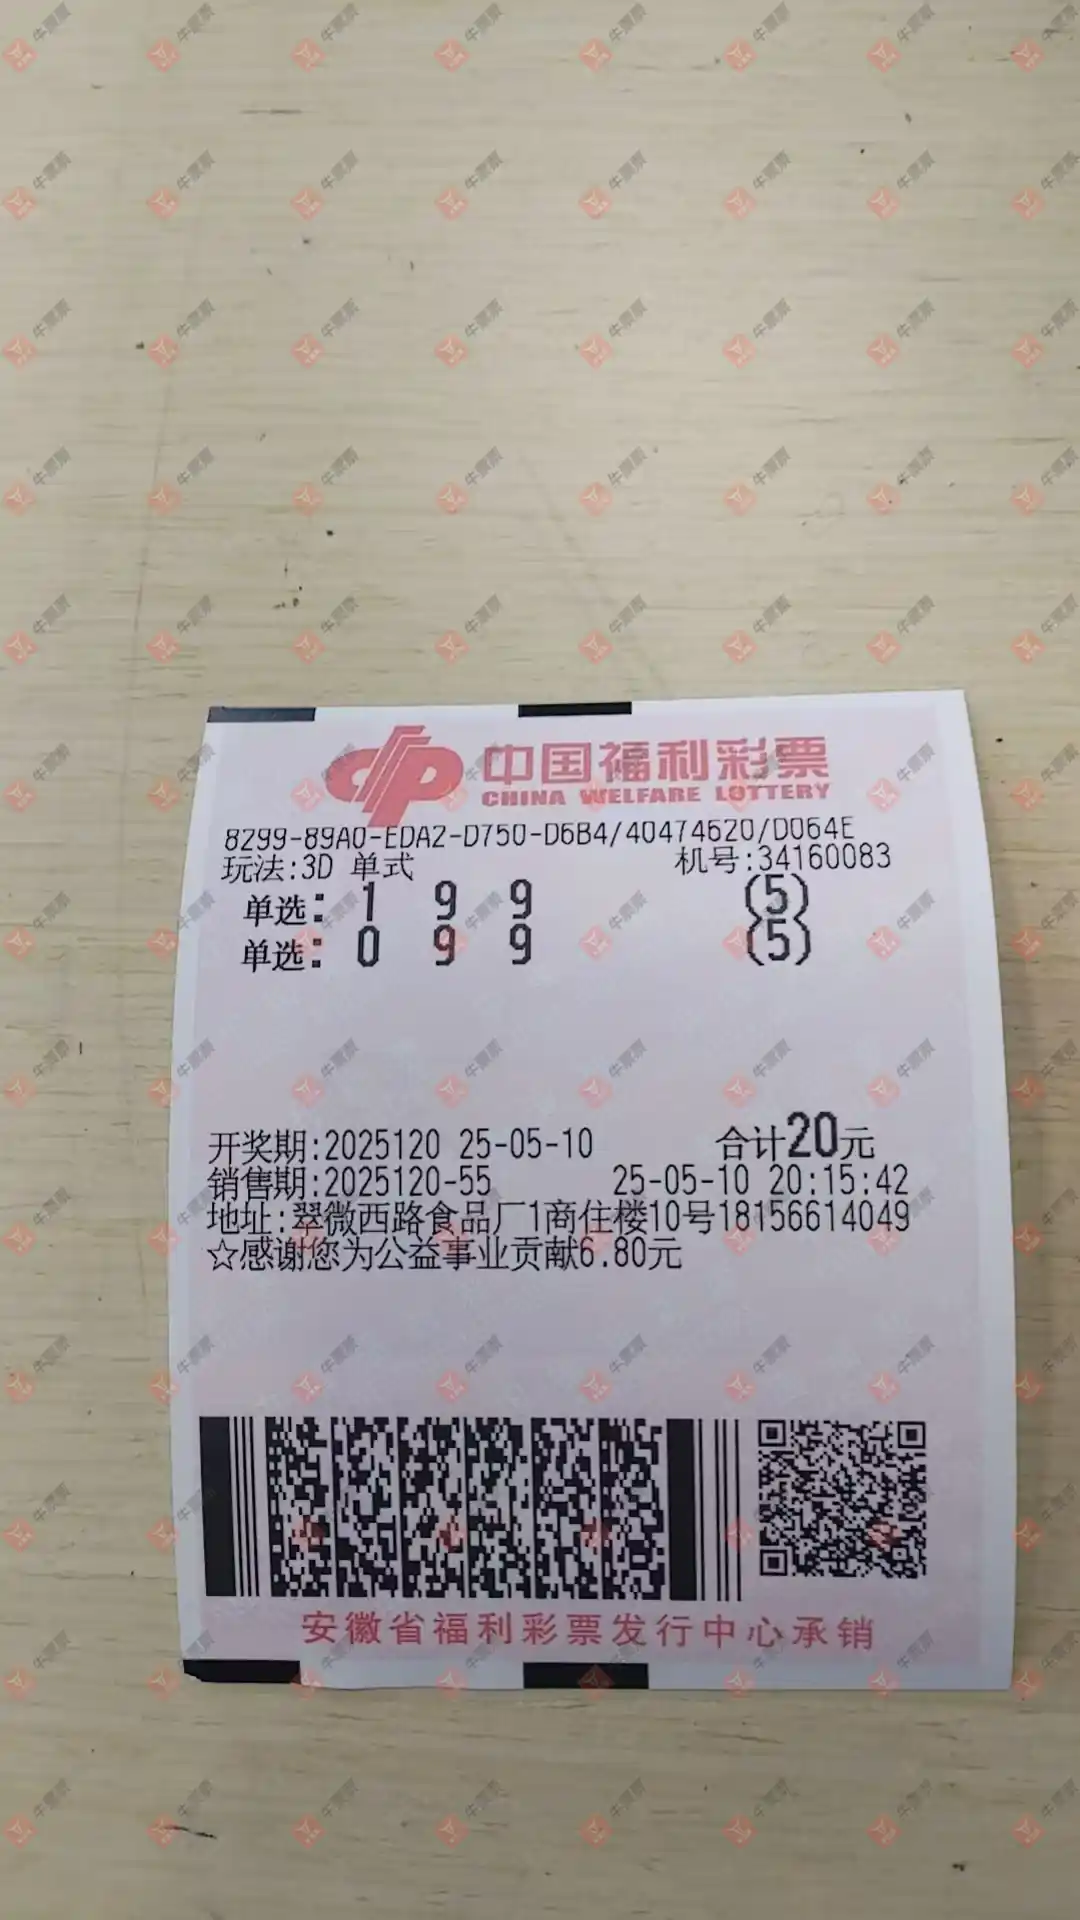 中国福利彩票
CHINA WELFARE LOTTERY
8299-89A0-EDA2-D750-D6B4/40474620/D064E
玩法:3D 单式 机号:34160083
单选: 1 9 9 (5)
单选: 0 9 9 (5)
开奖期:2025120 25-05-10 合计20元
销售期:2025120-55 25-05-10 20:15:42
地址:翠微西路食品厂1商住楼10号18156614049
☆感谢您为公益事业贡献6.80元
安徽省福利彩票发行中心承销
牛票票